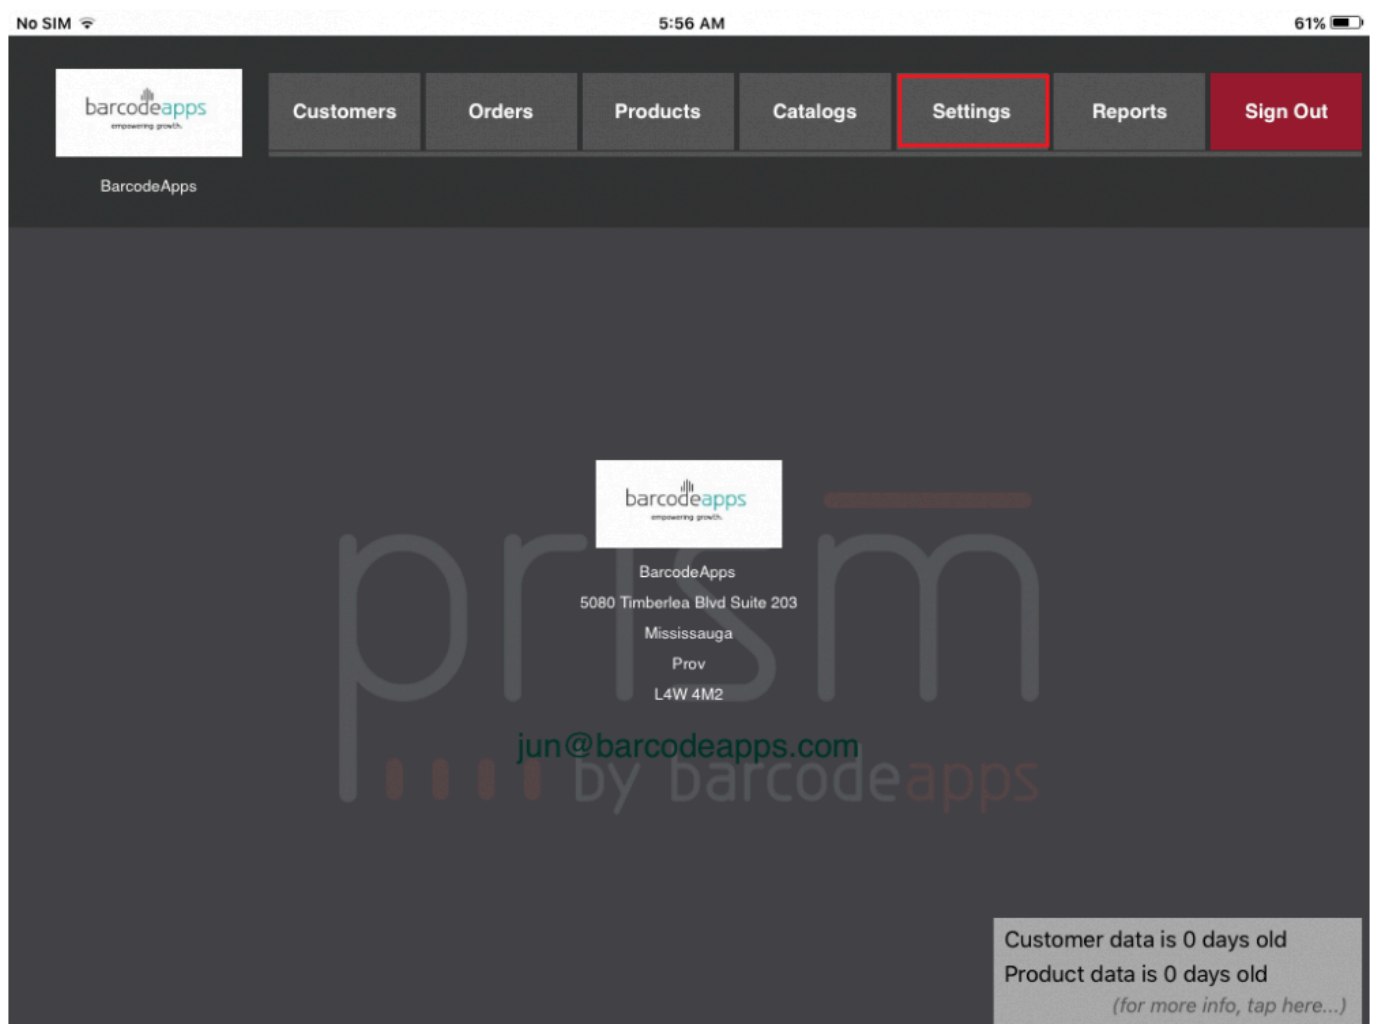 No SIM 5:56 AM 61%
barcodeapps
empowering growth.
Customers Orders Products Catalogs Settings Reports Sign Out
BarcodeApps
barcodeapps
empowering growth.
prism
BarcodeApps
5080 Timberlea Blvd Suite 203
Mississauga
Prov
L4W 4M2
jun@barcodeapps.com
by barcodeapps
Customer data is 0 days old
Product data is 0 days old
(for more info, tap here...)